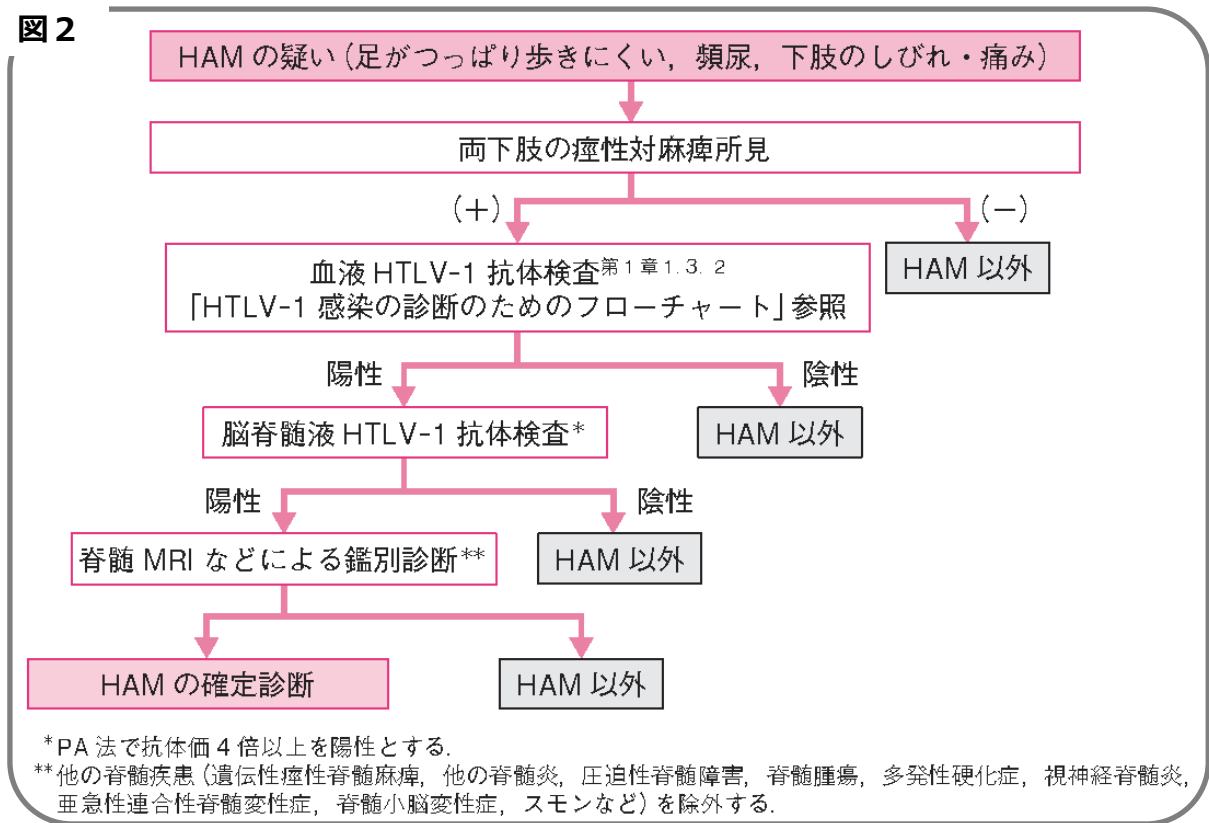 図２
HAM の疑い（足がつっぱり歩きにくい，頻尿，下肢のしびれ・痛み）
両下肢の痙性対麻痺所見
（＋）
（－）
血液 HTLV-1 抗体検査第1章1.3.2
「HTLV-1 感染の診断のためのフローチャート」参照
HAM 以外
陽性
陰性
脳脊髄液 HTLV-1 抗体検査*
HAM 以外
陽性
陰性
脊髄 MRI などによる鑑別診断**
HAM 以外
HAM の確定診断
HAM 以外
*PA 法で抗体価 4 倍以上を陽性とする．
**他の脊髄疾患（遺伝性痙性脊髄麻痺，他の脊髄炎，圧迫性脊髄障害，脊髄腫瘍，多発性硬化症，視神経脊髄炎，
亜急性連合性脊髄変性症，脊髄小脳変性症，スモンなど）を除外する．